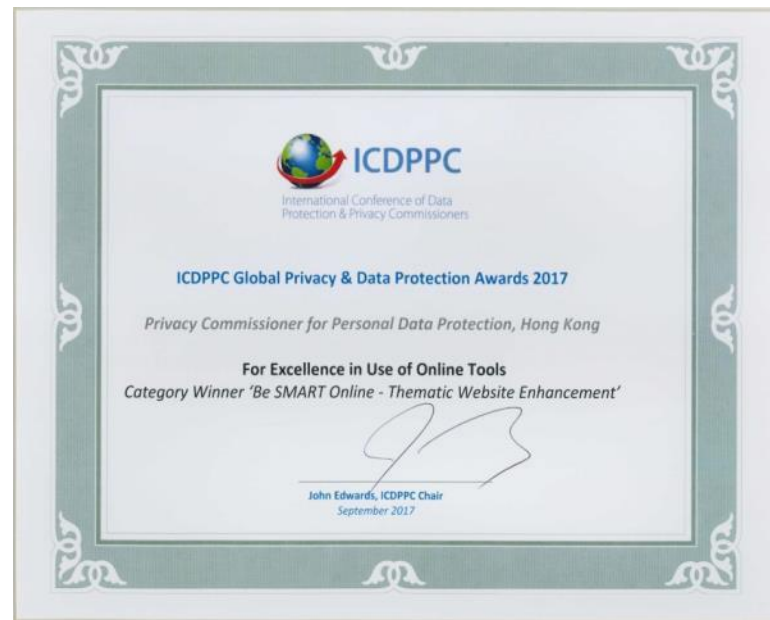 ICDPPC
International Conference of Data
Protection & Privacy Commissioners
ICDPPC Global Privacy & Data Protection Awards 2017
Privacy Commissioner for Personal Data Protection, Hong Kong
For Excellence in Use of Online Tools
Category Winner 'Be SMART Online - Thematic Website Enhancement'
John Edwards, ICDPPC Chair
September 2017